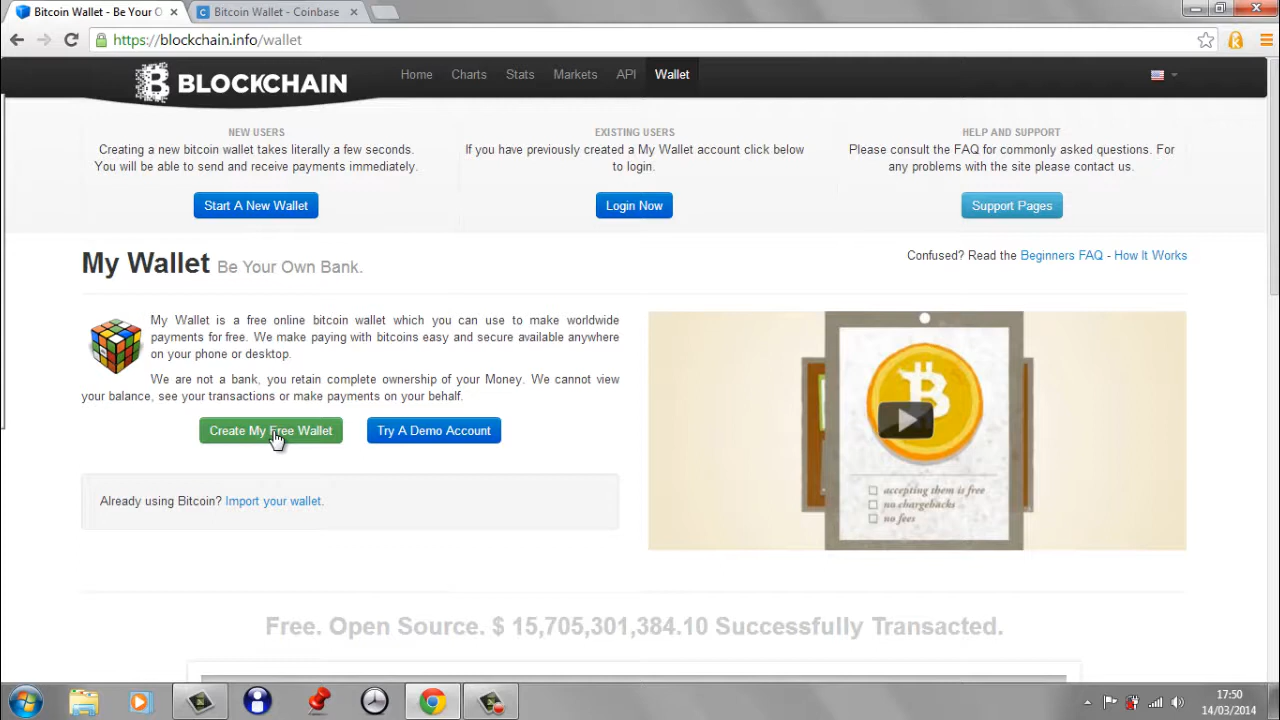 Bitcoin Wallet - Be Your O
Bitcoin Wallet - Coinbase
https://blockchain.info/wallet
BLOCKCHAIN
Home
Charts
Stats
Markets
API
Wallet
NEW USERS
Creating a new bitcoin wallet takes literally a few seconds.
You will be able to send and receive payments immediately.
Start A New Wallet
EXISTING USERS
If you have previously created a My Wallet account click below
to login.
Login Now
HELP AND SUPPORT
Please consult the FAQ for commonly asked questions. For
any problems with the site please contact us.
Support Pages
My Wallet Be Your Own Bank.
Confused? Read the Beginners FAQ - How It Works
My Wallet is a free online bitcoin wallet which you can use to make worldwide
payments for free. We make paying with bitcoins easy and secure available anywhere
on your phone or desktop.
We are not a bank, you retain complete ownership of your Money. We cannot view
your balance, see your transactions or make payments on your behalf.
Create My Free Wallet
Try A Demo Account
Already using Bitcoin? Import your wallet.
accepting them is free
no chargebacks
no fees
Free. Open Source. $ 15,705,301,384.10 Successfully Transacted.
17:50
14/03/2014